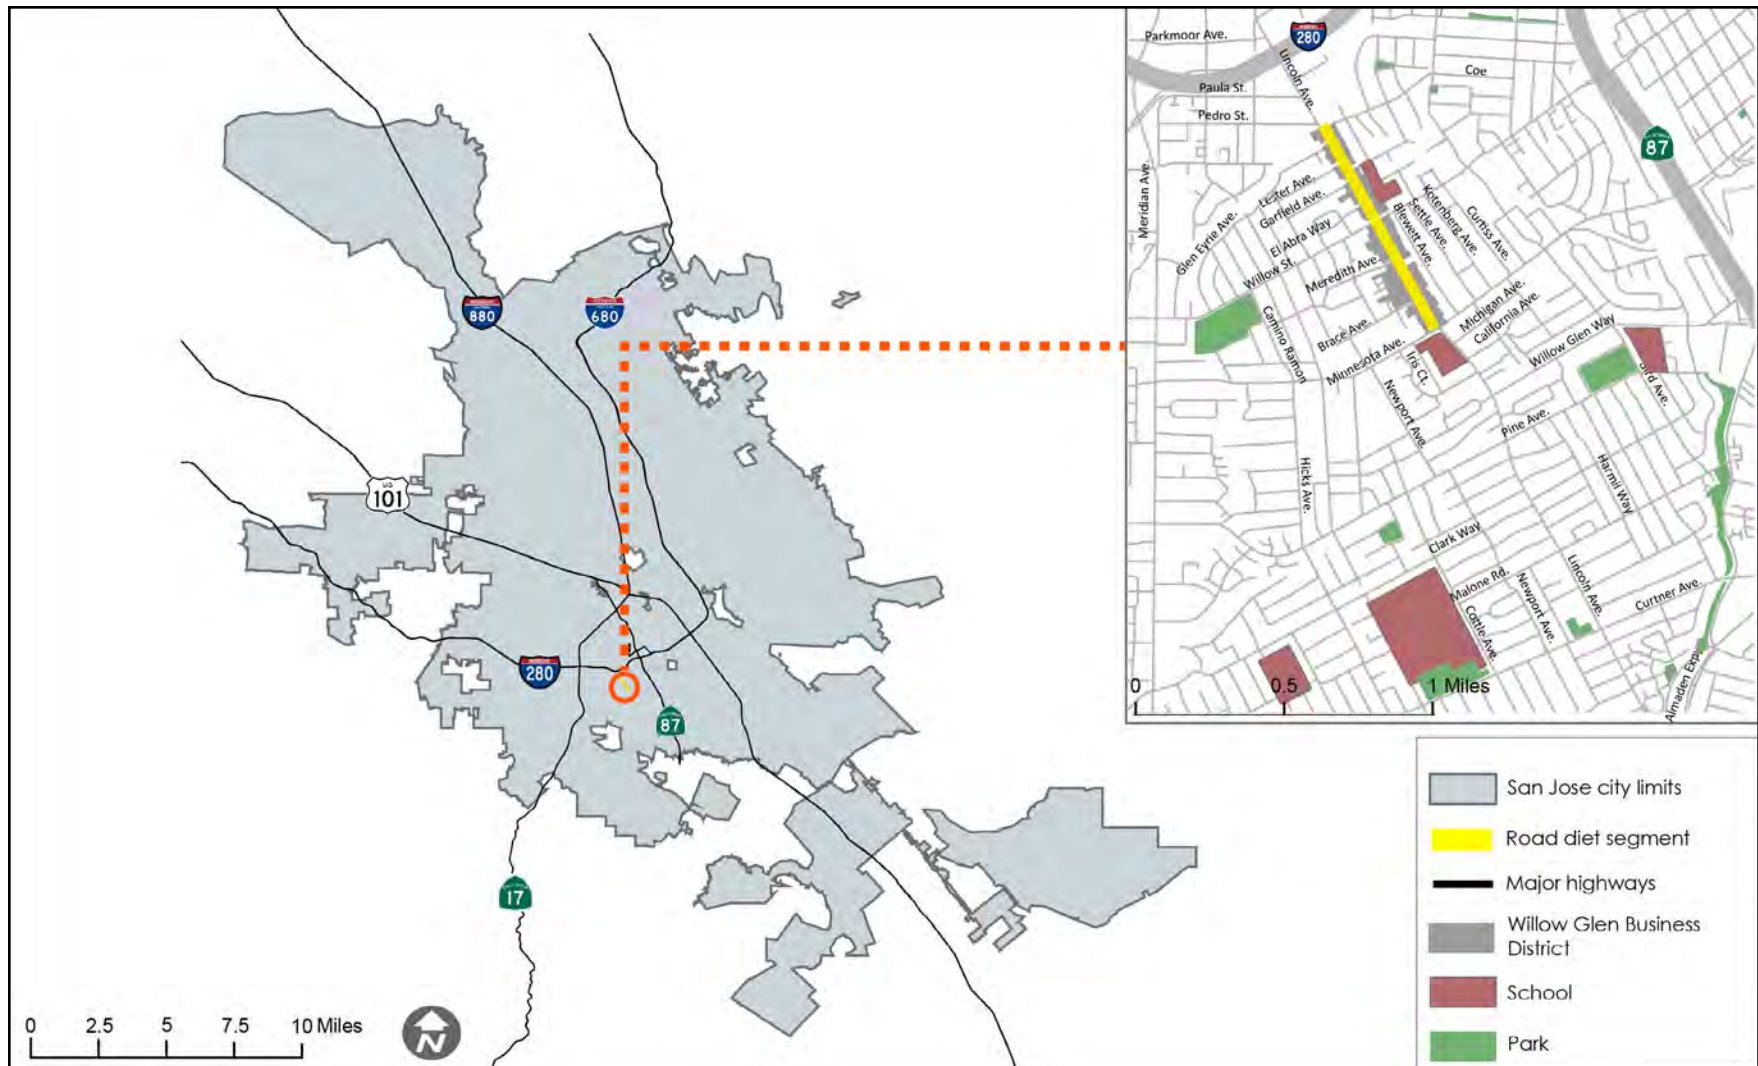 880
680
US
101
280
87
17
0
2.5
5
7.5
10 Miles
N
280
87
Parkmoor Ave.
Lincoln Ave.
Coe
Paula St.
Pedro St.
Meridian Ave.
Lester Ave.
Garfield Ave.
Glen Eyrie Ave.
El Abra Way
Willow St.
Meredith Ave.
Blewett Ave.
Settle Ave.
Kotenberg Ave.
Curtiss Ave.
Camino Ramon
Brace Ave.
Minnesota Ave.
Iris Ct.
Michigan Ave.
California Ave.
Willow Glen Way
Newport Ave.
Pine Ave.
Hicks Ave.
Harmil Way
Clark Way
Malone Rd.
Cottle Ave.
Newport Ave.
Lincoln Ave.
Curtner Ave.
Almaden Exp
0
0.5
1 Miles
San Jose city limits
Road diet segment
Major highways
Willow Glen Business
District
School
Park